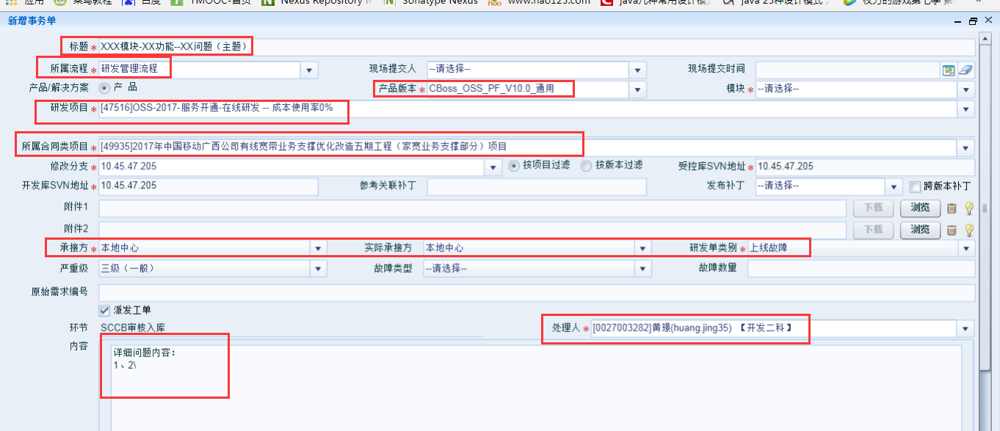 应用 菜鸟教程 百度 TMOOC-首页 Nexus Repository Sonatype Nexus www.hao123.com java几种常用设计模 java 23种设计模式 权力的游戏第七季 第
新增事务单
标题 * XXX模块-XX功能--XX问题（主题）
所属流程 * 研发管理流程 现场提交人 --请选择-- 现场提交时间
产品/解决方案 产 品 产品版本 * CBoss_OSS_PF_V10.0_通用 模块 * --请选择--
研发项目 * [47516]OSS-2017-服务开通-在线研发 -- 成本使用率0%
所属合同类项目 * [49935]2017年中国移动广西公司有线宽带业务支撑优化改造五期工程（家宽业务支撑部分）项目
修改分支 * 10.45.47.205 按项目过滤 按版本过滤 受控库SVN地址 * 10.45.47.205
开发库SVN地址 * 10.45.47.205 参考关联补丁 发布补丁 --请选择-- 跨版本补丁
附件1 下载 浏览
附件2 下载 浏览
承接方 * 本地中心 实际承接方 本地中心 研发单类别 * 上线故障
严重级 三级（一般） 故障类型 --请选择-- 故障数量
原始需求编号
派发工单
环节 SCCB审核入库 处理人 * [0027003282]黄璟(huang.jing35) 【开发二科】
内容
详细问题内容：
1、2\